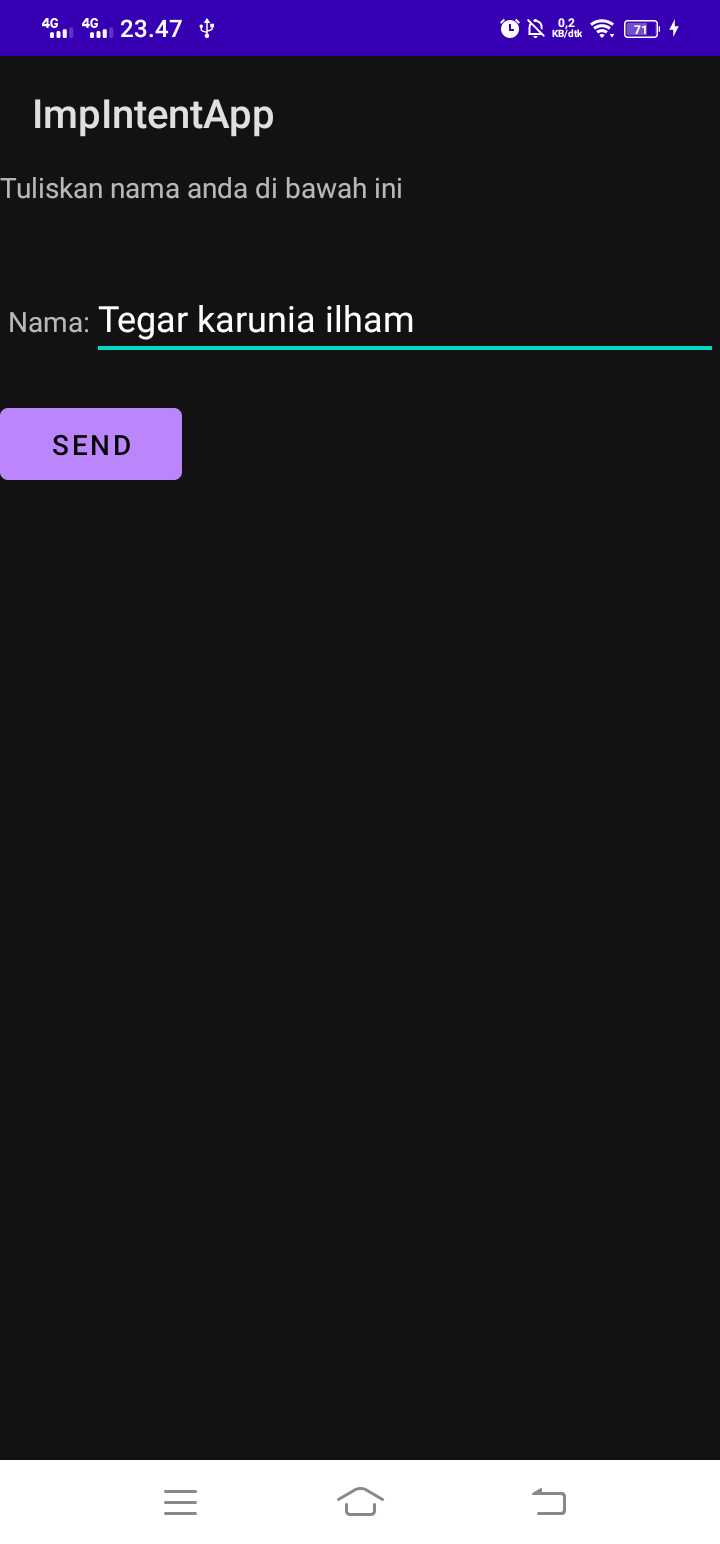 4G 4G 23.47 0,2 KB/dtk 71
ImpIntentApp
Tuliskan nama anda di bawah ini
Nama: Tegar karunia ilham
SEND